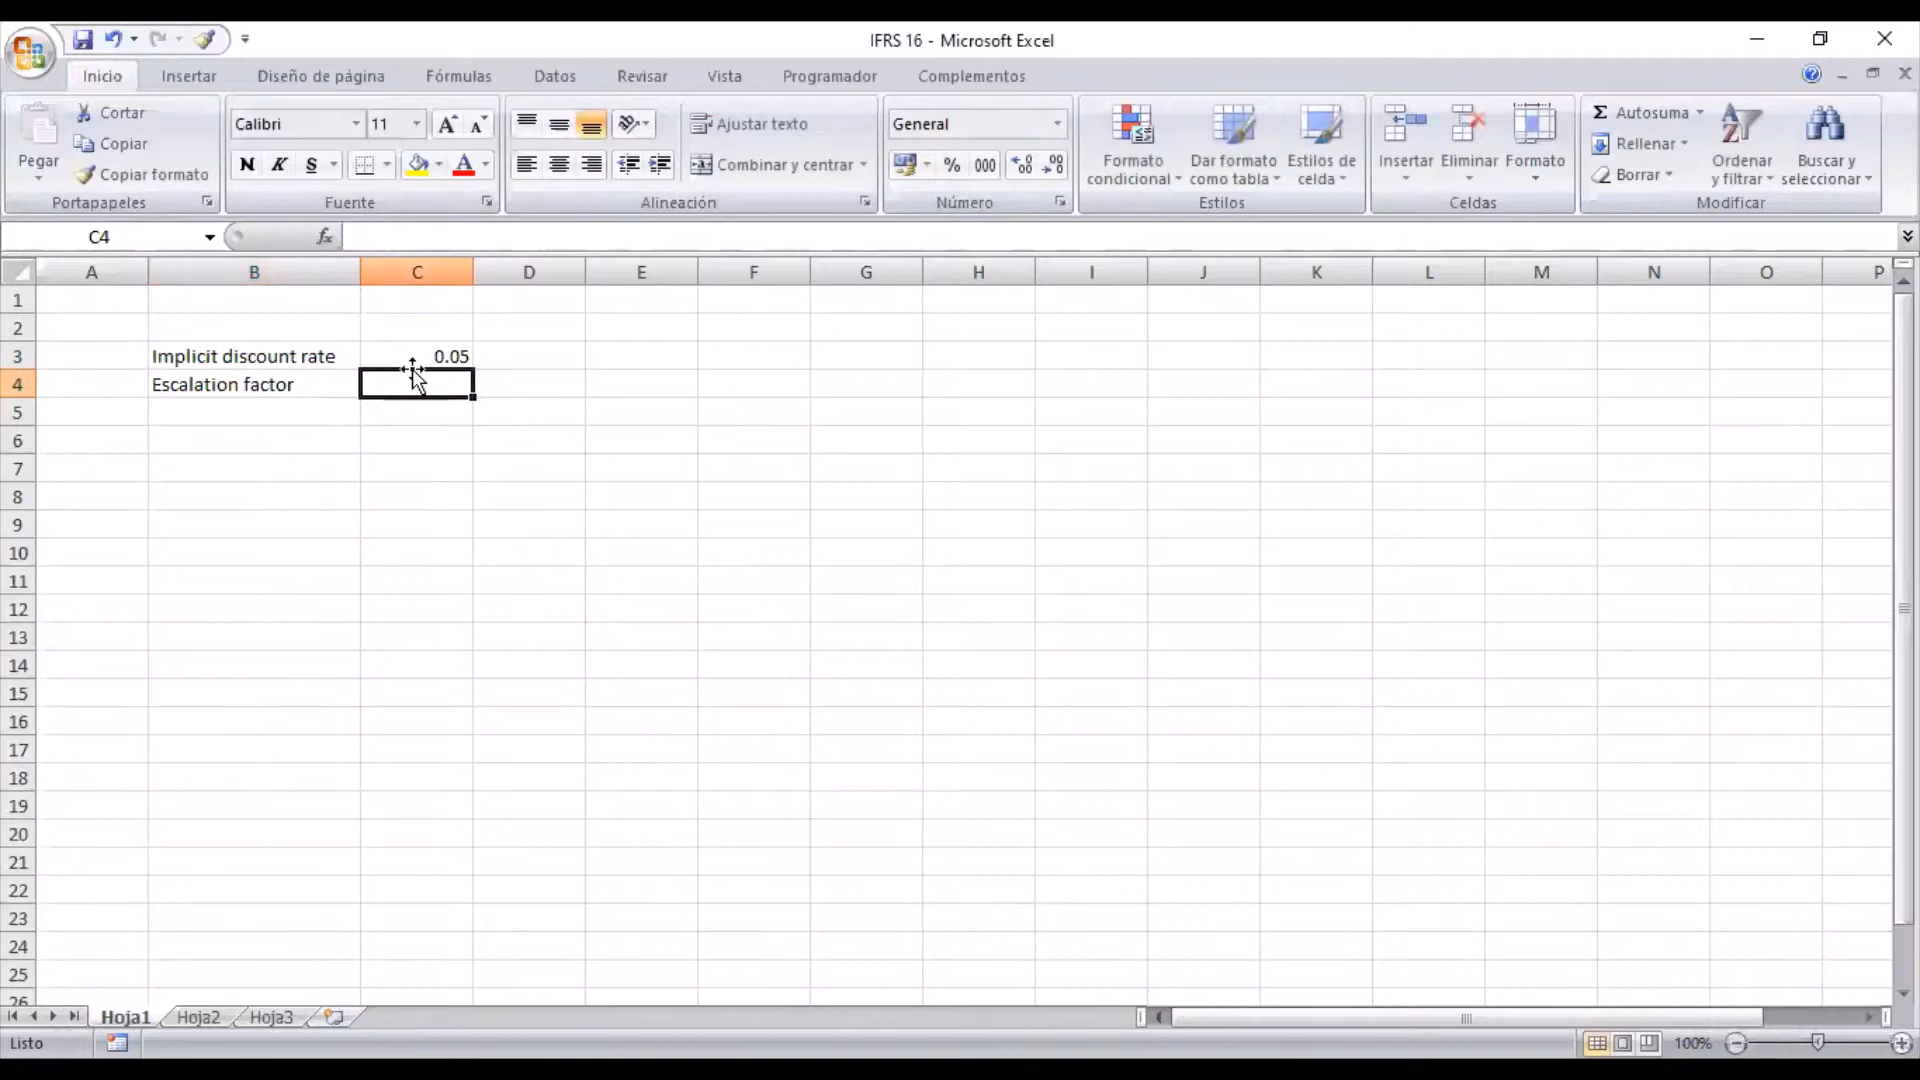 IFRS 16 - Microsoft Excel
Inicio Insertar Diseño de página Fórmulas Datos Revisar Vista Programador Complementos
Pegar
Cortar
Copiar
Copiar formato
Portapapeles
Calibri 11
N K S
Fuente
Ajustar texto
Combinar y centrar
Alineación
General
% 000
Número
Formato condicional
Dar formato como tabla
Estilos de celda
Estilos
Insertar Eliminar Formato
Celdas
Σ Autosuma
Rellenar
Borrar
Ordenar y filtrar
Buscar y seleccionar
Modificar
C4 fx
A B C D E F G H I J K L M N O P
1
2
3 Implicit discount rate 0.05
4 Escalation factor
5
6
7
8
9
10
11
12
13
14
15
16
17
18
19
20
21
22
23
24
25
26
Hoja1 Hoja2 Hoja3
Listo 100%